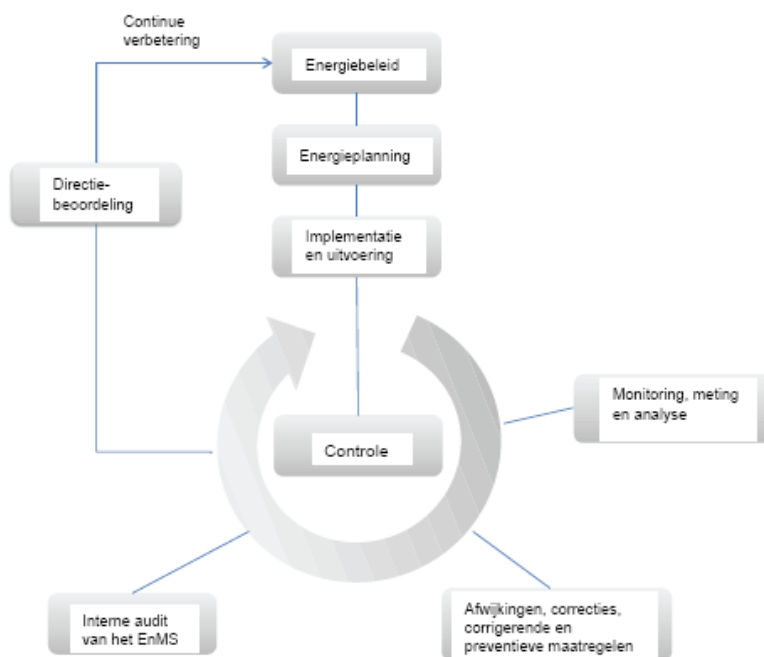 Continue
verbetering
Energiebeleid
Energieplanning
Directie-
beoordeling
Implementatie
en uitvoering
Monitoring, meting
en analyse
Controle
Interne audit
van het EnMS
Afwijkingen, correcties,
corrigerende en
preventieve maatregelen